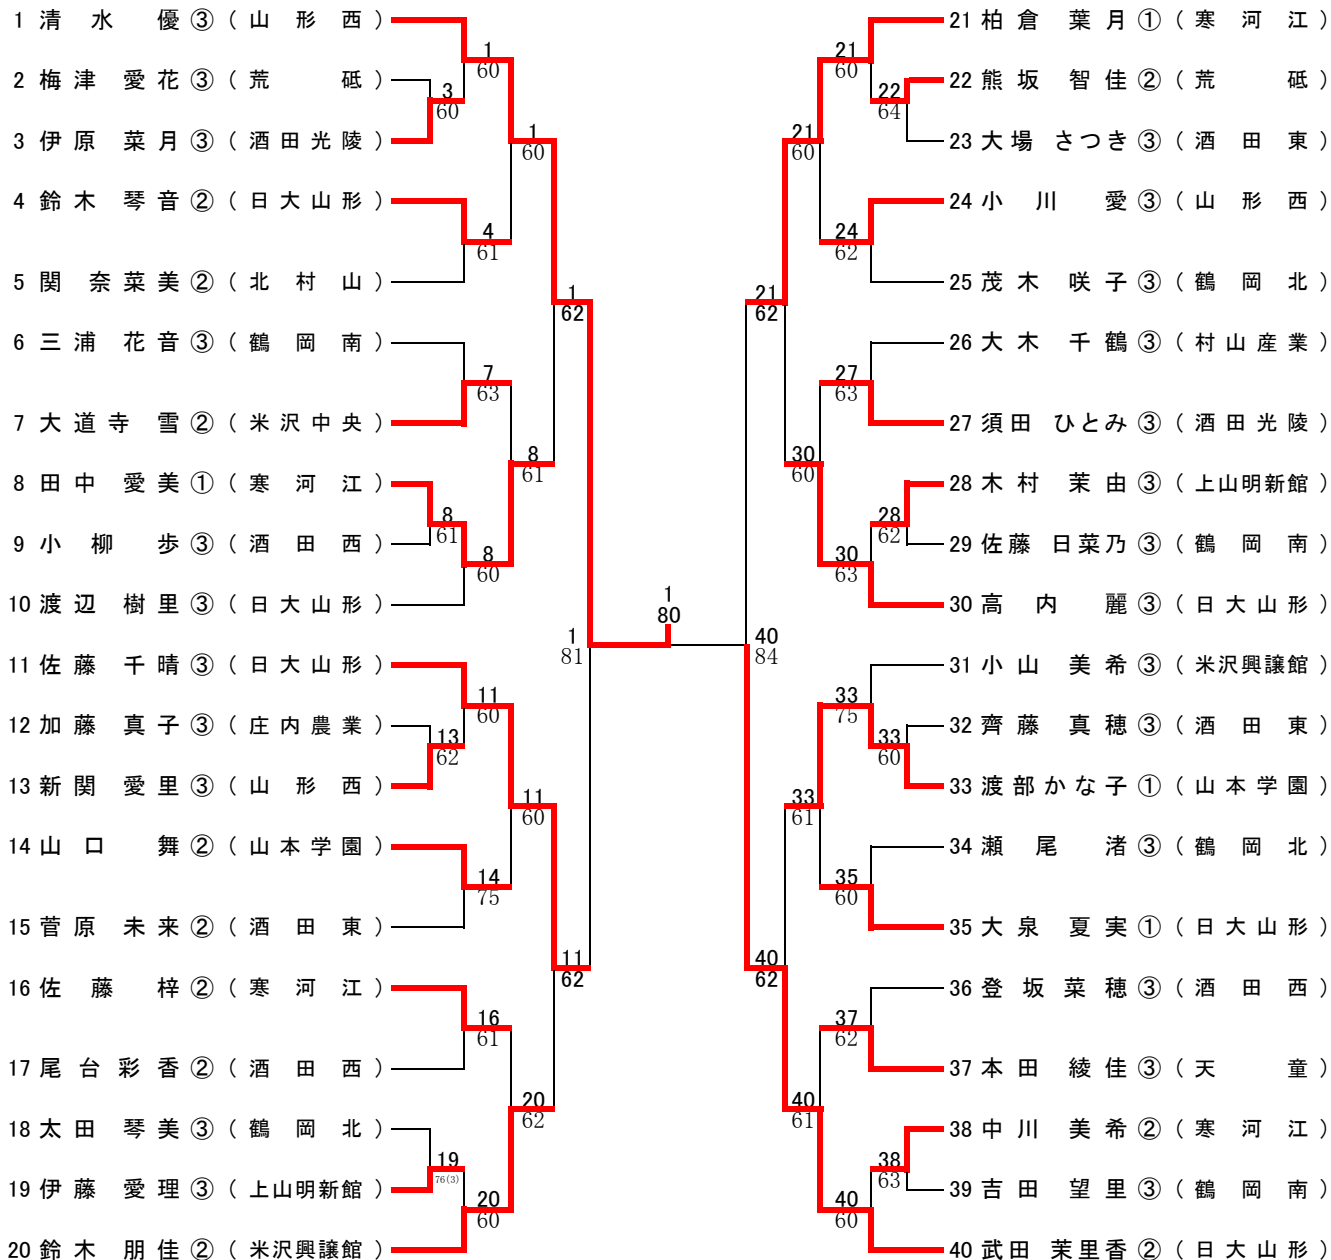 1 清水 優 ③ (山形西)
2 梅津 愛花 ③ (荒砥)
3 伊原 菜月 ③ (酒田光陵)
4 鈴木 琴音 ② (日大山形)
5 関 奈菜美 ② (北村山)
6 三浦 花音 ③ (鶴岡南)
7 大道寺 雪 ② (米沢中央)
8 田中 愛美 ① (寒河江)
9 小柳 歩 ③ (酒田西)
10 渡辺 樹里 ③ (日大山形)
11 佐藤 千晴 ③ (日大山形)
12 加藤 真子 ③ (庄内農業)
13 新関 愛里 ③ (山形西)
14 山口 舞 ② (山本学園)
15 菅原 未来 ② (酒田東)
16 佐藤 梓 ② (寒河江)
17 尾台 彩香 ② (酒田西)
18 太田 琴美 ③ (鶴岡北)
19 伊藤 愛理 ③ (上山明新館)
20 鈴木 朋佳 ② (米沢興譲館)
3
60
8
61
13
62
19
76(3)
1
60
4
61
7
63
8
60
11
60
14
75
16
61
20
60
1
60
8
61
11
60
20
62
1
62
11
62
1
81
1
80
40
84
21
62
40
62
21
60
30
60
33
61
40
61
21
60
24
62
27
63
30
63
33
75
35
60
37
62
40
60
22
64
28
62
33
60
38
63
21 柏倉 葉月 ① (寒河江)
22 熊坂 智佳 ② (荒砥)
23 大場 さつき ③ (酒田東)
24 小川 愛 ③ (山形西)
25 茂木 咲子 ③ (鶴岡北)
26 大木 千鶴 ③ (村山産業)
27 須田 ひとみ ③ (酒田光陵)
28 木村 茉由 ③ (上山明新館)
29 佐藤 日菜乃 ③ (鶴岡南)
30 高内 麗 ③ (日大山形)
31 小山 美希 ③ (米沢興譲館)
32 齊藤 真穂 ③ (酒田東)
33 渡部かな子 ① (山本学園)
34 瀬尾 渚 ③ (鶴岡北)
35 大泉 夏実 ① (日大山形)
36 登坂 菜穂 ③ (酒田西)
37 本田 綾佳 ③ (天童)
38 中川 美希 ② (寒河江)
39 吉田 望里 ③ (鶴岡南)
40 武田 茉里香 ② (日大山形)